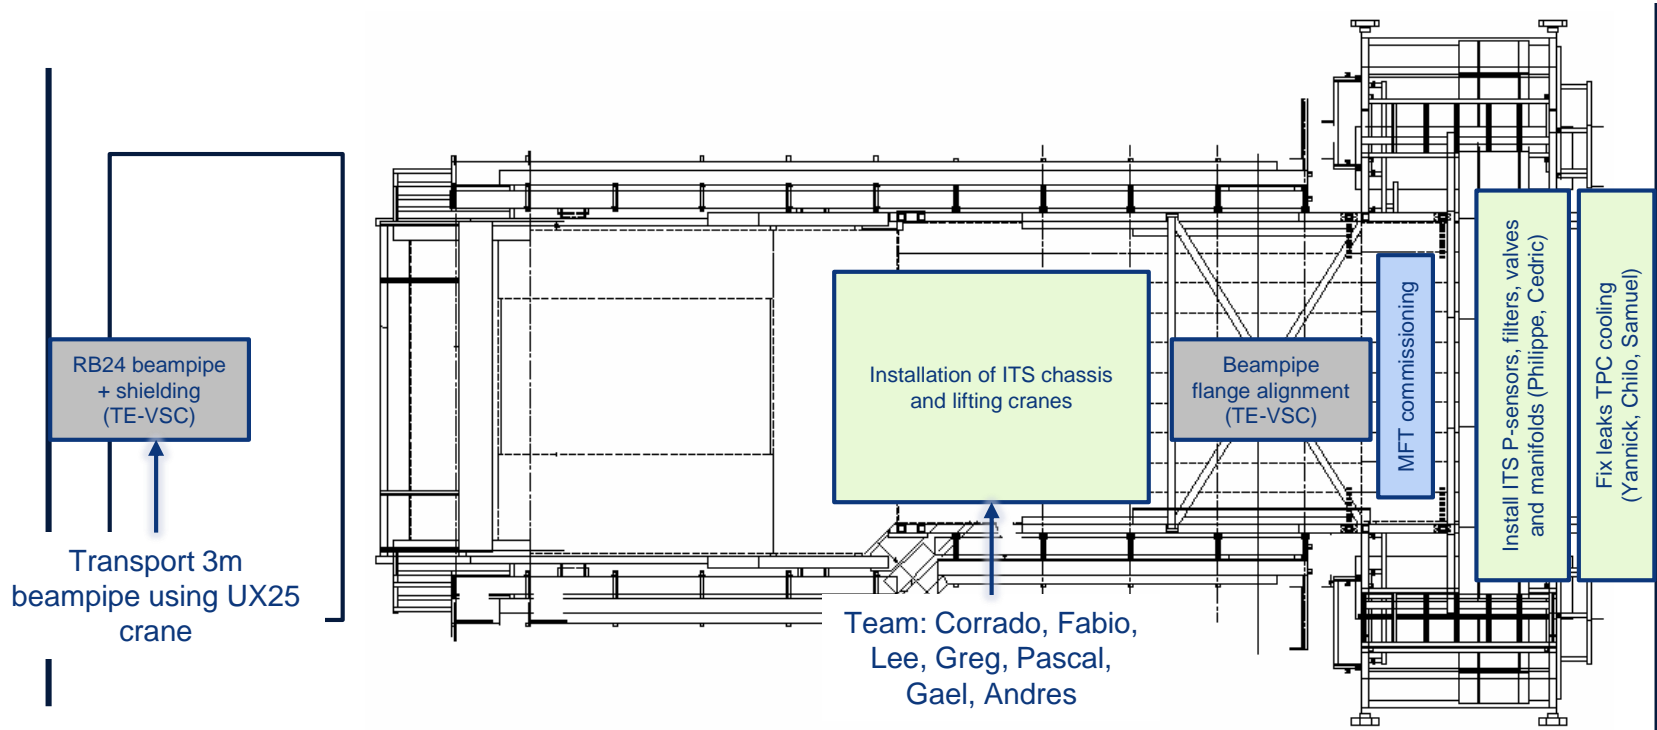 RB24 beampipe
+ shielding
(TE-VSC)
Transport 3m
beampipe using UX25
crane
Installation of ITS chassis
and lifting cranes
Team: Corrado, Fabio,
Lee, Greg, Pascal,
Gael, Andres
Beampipe
flange alignment
(TE-VSC)
MFT commissioning
Install ITS P-sensors, filters, valves
and manifolds (Philippe, Cedric)
Fix leaks TPC cooling
(Yannick, Chilo, Samuel)